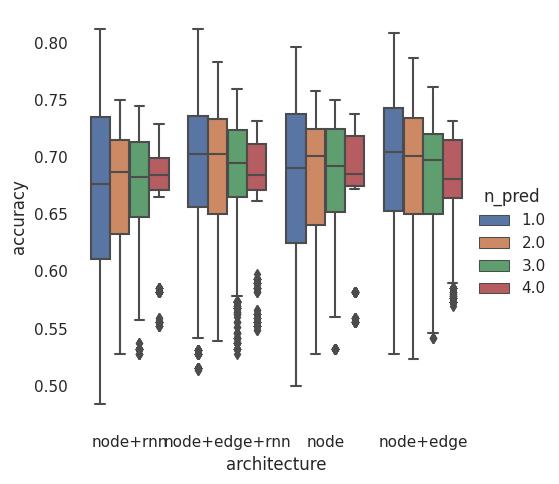 0.80
0.75
0.70
0.65
0.60
0.55
0.50
accuracy
node+rnn
node+edge+rnn
node
node+edge
architecture
n_pred
1.0
2.0
3.0
4.0